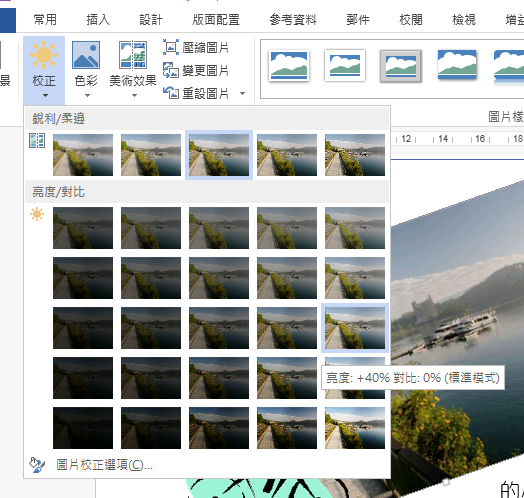 常用 插入 設計 版面配置 參考資料 郵件 校閱 檢視 增益
景 校正 色彩 美術效果
壓縮圖片
變更圖片
重設圖片
圖片樣
銳利/柔邊
12 14 16 18
亮度/對比
亮度: +40% 對比: 0% (標準模式)
圖片校正選項(C)...
的